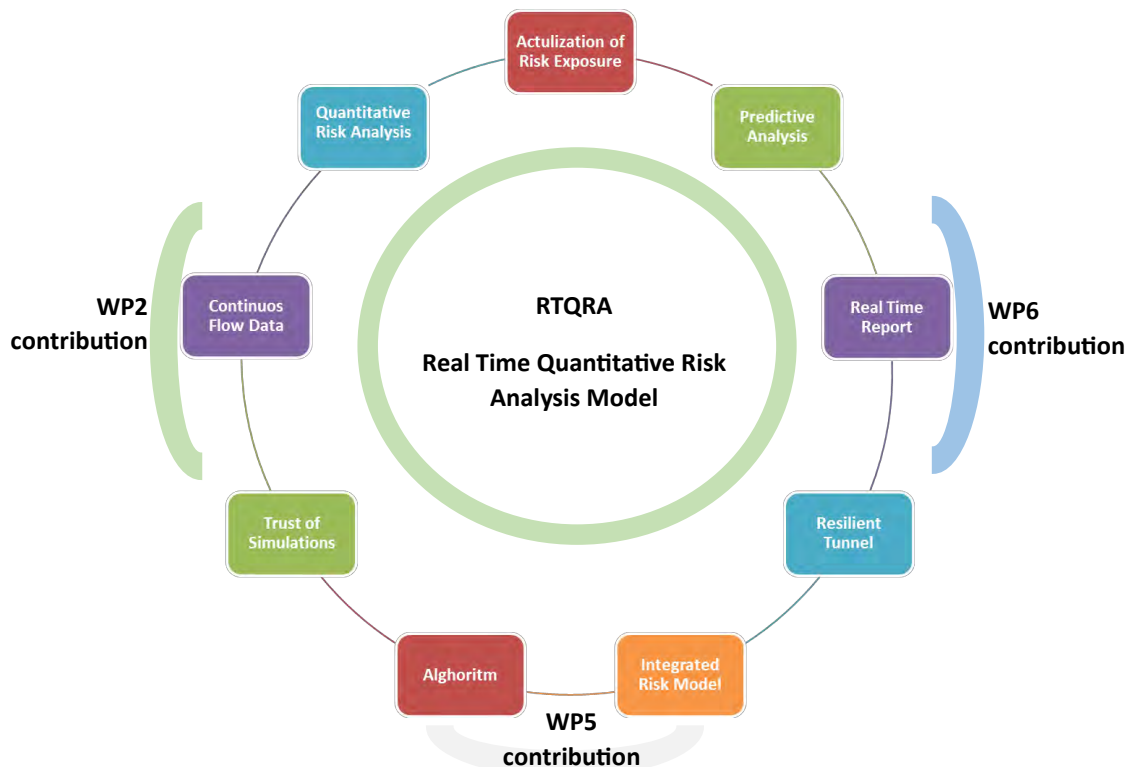 Actulization of
Risk Exposure
Quantitative
Risk Analysis
Predictive
Analysis
WP2
contribution
Continuos
Flow Data
RTQRA
Real Time Quantitative Risk
Analysis Model
Real Time
Report
WP6
contribution
Trust of
Simulations
Resilient
Tunnel
Alghoritm
Integrated
Risk Model
WP5
contribution